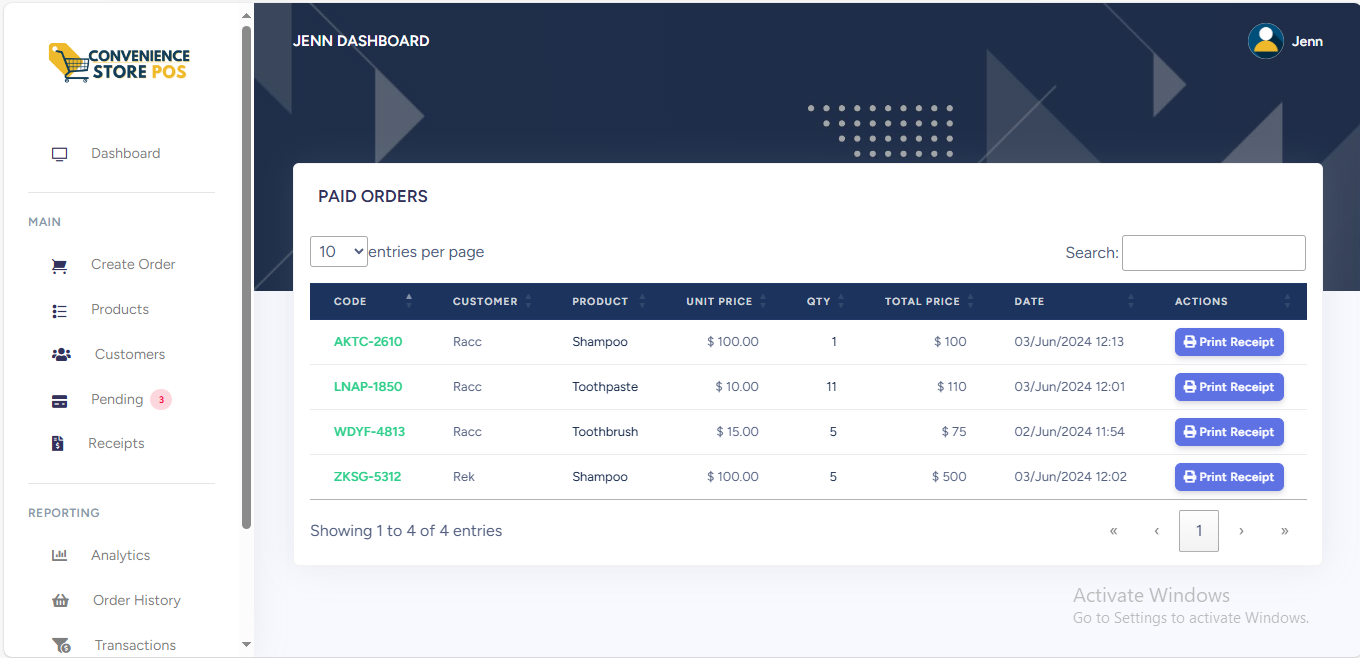 CONVENIENCE
STORE POS
JENN DASHBOARD
Jenn
Dashboard
MAIN
Create Order
Products
Customers
Pending 3
Receipts
REPORTING
Analytics
Order History
Transactions
PAID ORDERS
10 entries per page
Search:
CODE CUSTOMER PRODUCT UNIT PRICE QTY TOTAL PRICE DATE ACTIONS
AKTC-2610 Racc Shampoo $ 100.00 1 $ 100 03/Jun/2024 12:13 Print Receipt
LNAP-1850 Racc Toothpaste $ 10.00 11 $ 110 03/Jun/2024 12:01 Print Receipt
WDYF-4813 Racc Toothbrush $ 15.00 5 $ 75 02/Jun/2024 11:54 Print Receipt
ZKSG-5312 Rek Shampoo $ 100.00 5 $ 500 03/Jun/2024 12:02 Print Receipt
Showing 1 to 4 of 4 entries
« ‹ 1 › »
Activate Windows
Go to Settings to activate Windows.